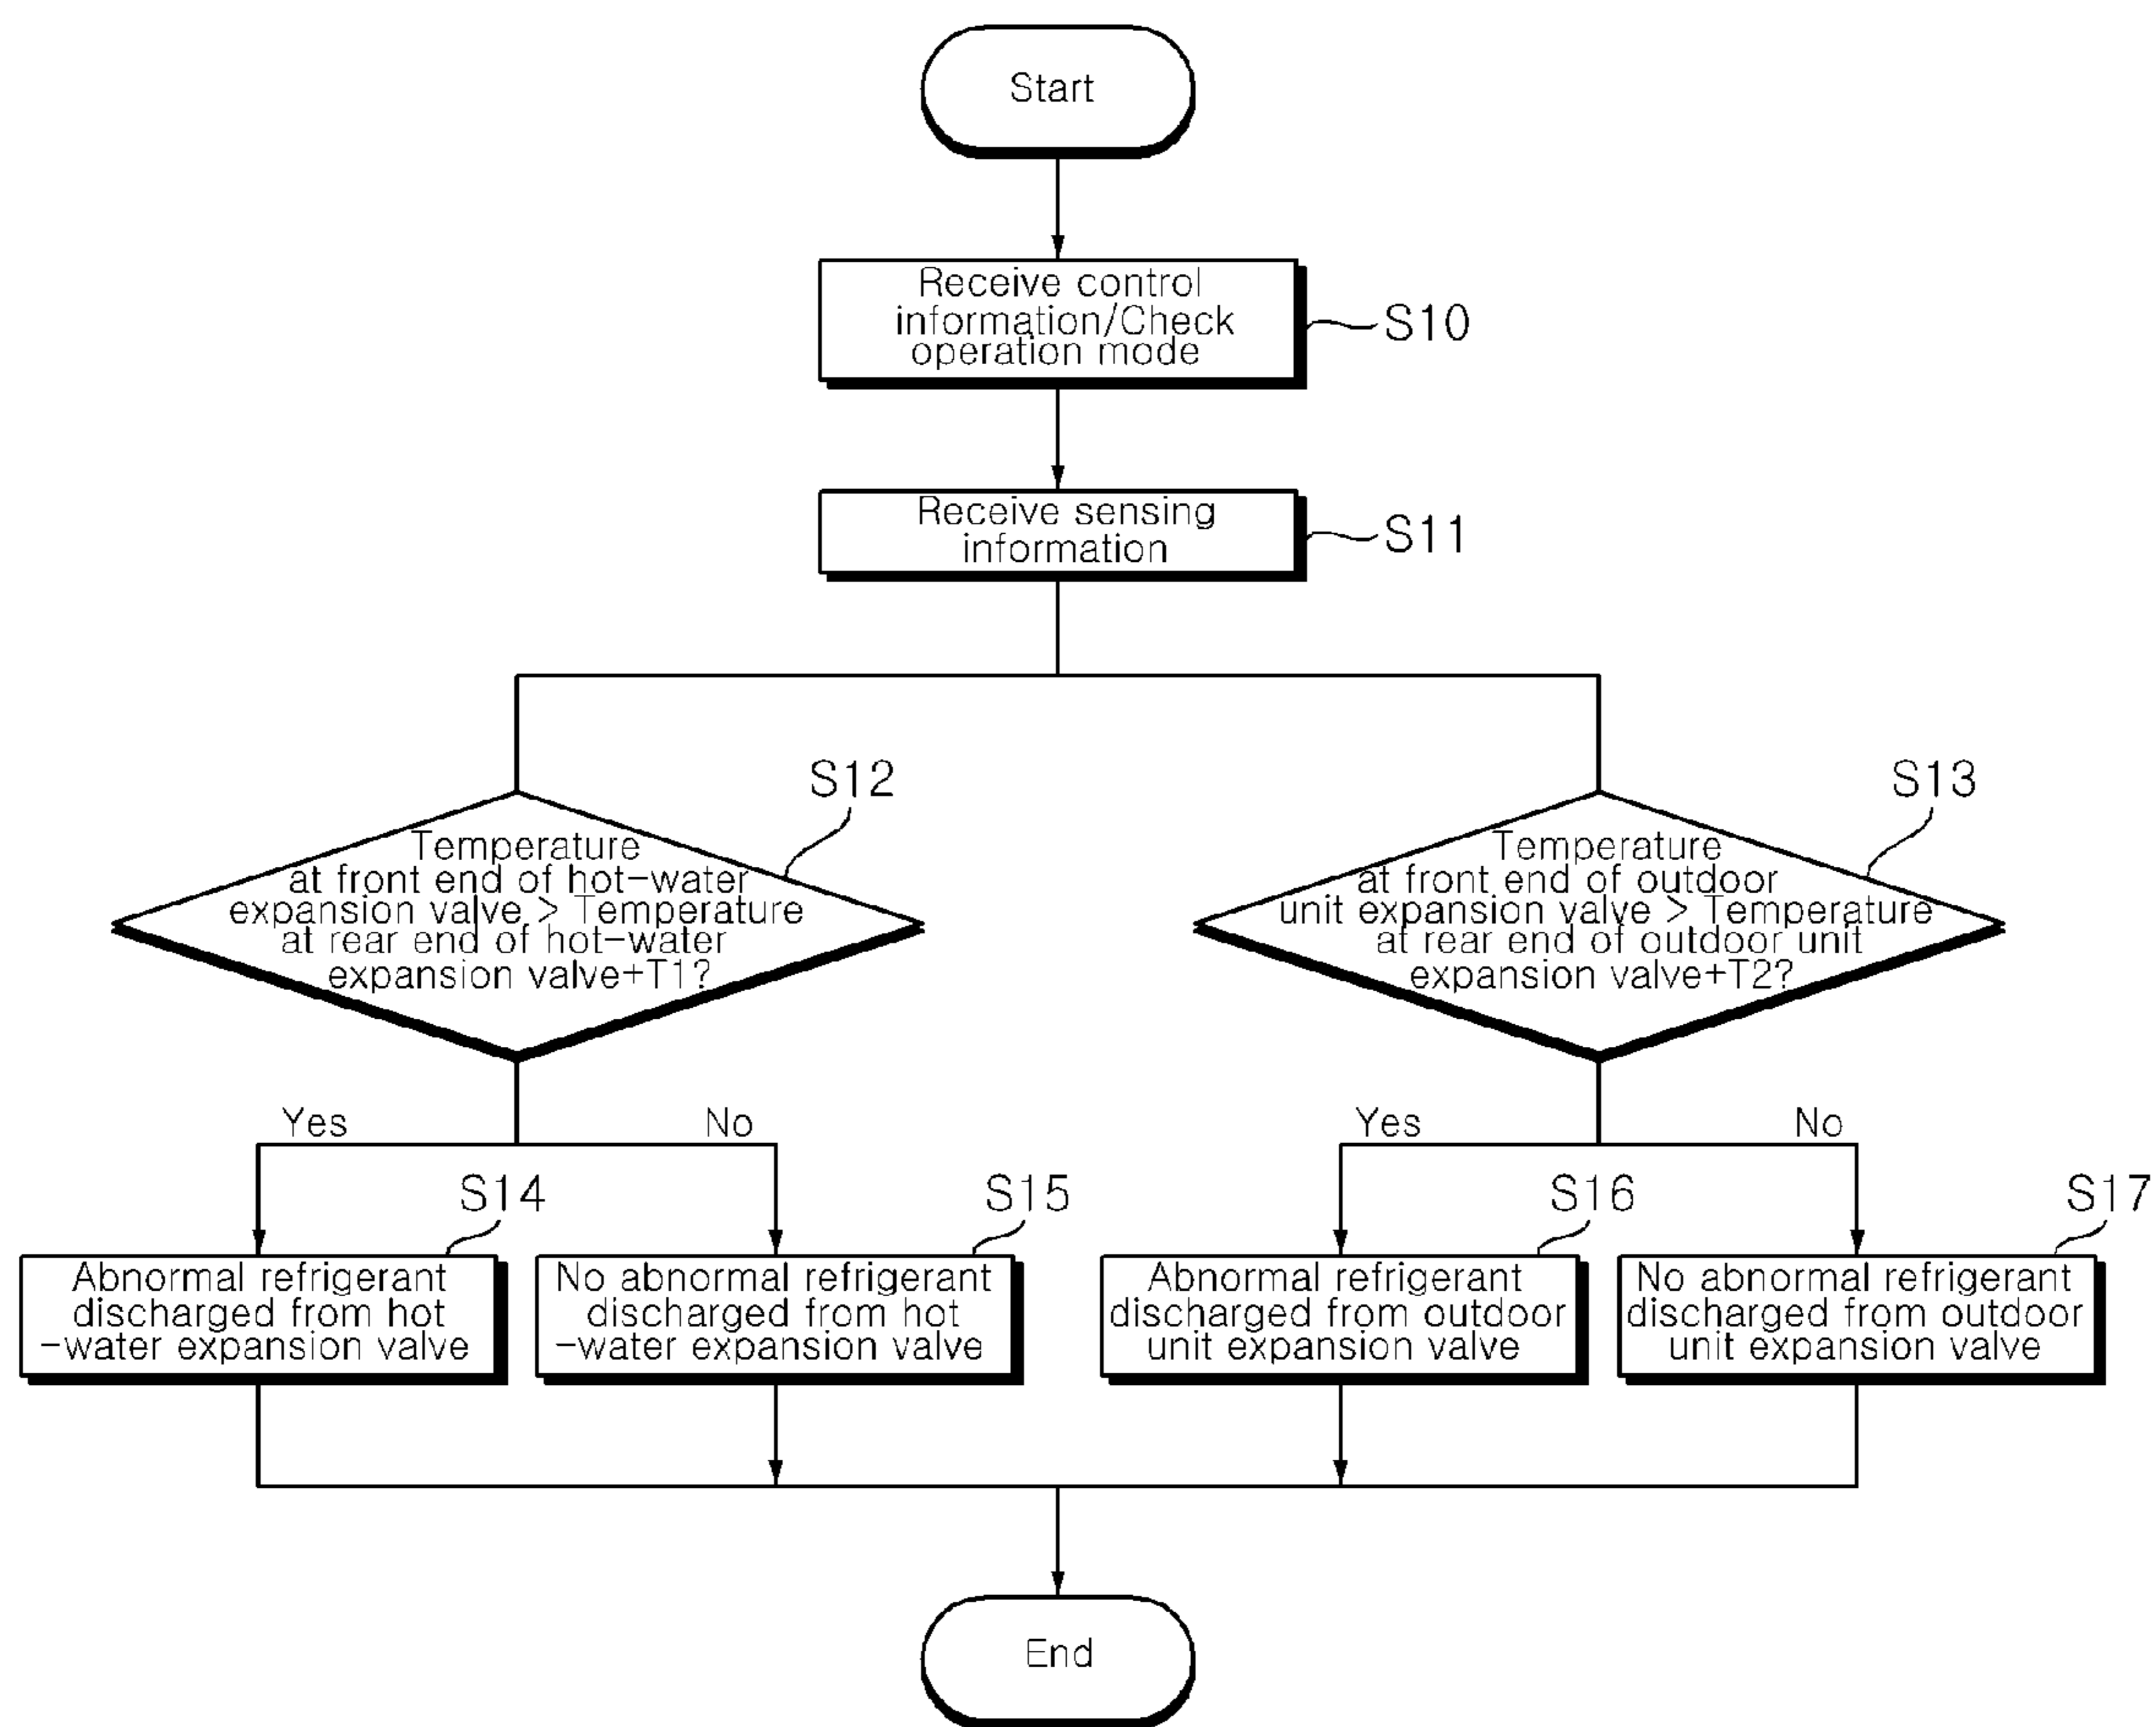 Start
Receive control
information/Check
operation mode
S10
Receive sensing
information
S11
S12
Temperature
at front end of hot-water
expansion valve > Temperature
at rear end of hot-water
expansion valve+T1?
S13
Temperature
at front end of outdoor
unit expansion valve > Temperature
at rear end of outdoor unit
expansion valve+T2?
Yes
No
Yes
No
S14
Abnormal refrigerant
discharged from hot
-water expansion valve
S15
No abnormal refrigerant
discharged from hot
-water expansion valve
S16
Abnormal refrigerant
discharged from outdoor
unit expansion valve
S17
No abnormal refrigerant
discharged from outdoor
unit expansion valve
End